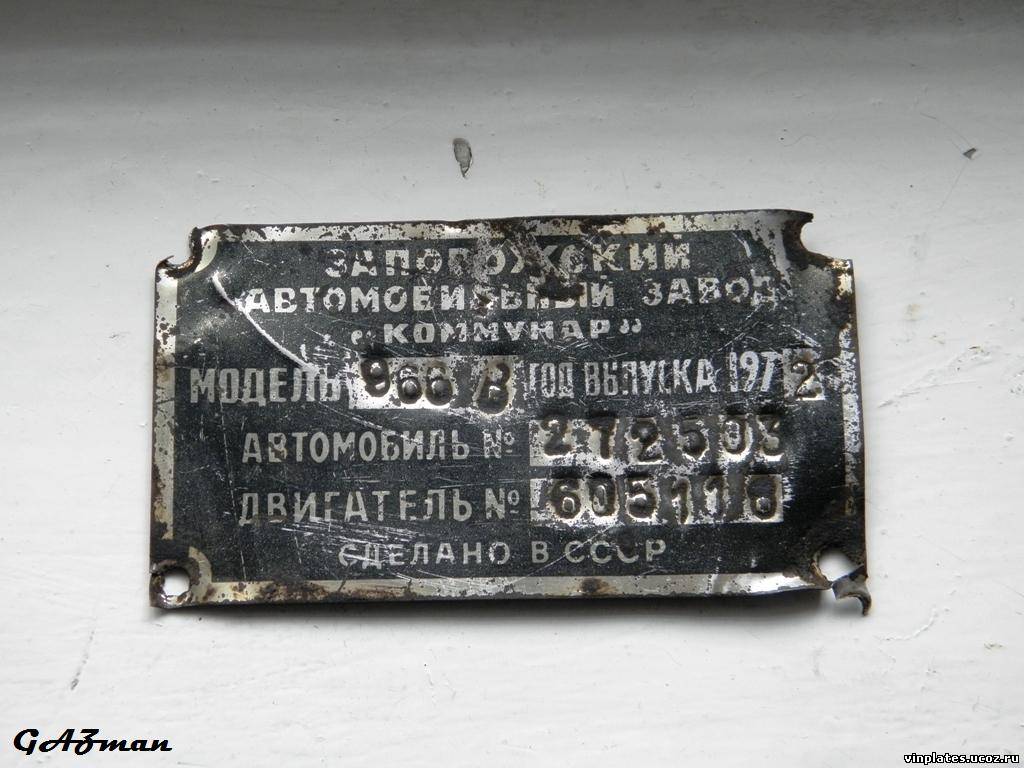 ЗАПОРОЖСКИЙ
АВТОМОБИЛЬНЫЙ ЗАВОД
"КОММУНАР"
МОДЕЛЬ 966 В ГОД ВЫПУСКА 1972
АВТОМОБИЛЬ № 272503
ДВИГАТЕЛЬ № 605116
СДЕЛАНО В СССР
GAZman
vinplates.ucoz.ru